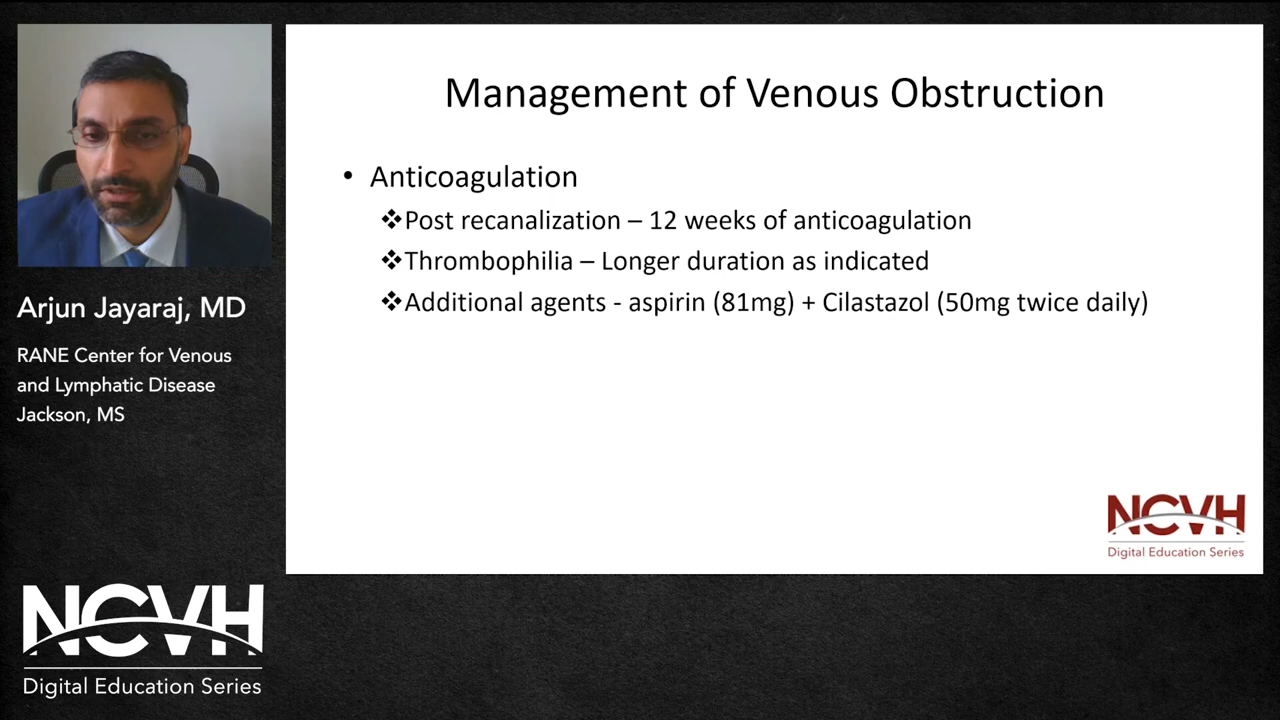 Management of Venous Obstruction
• Anticoagulation
❖Post recanalization – 12 weeks of anticoagulation
❖Thrombophilia – Longer duration as indicated
❖Additional agents - aspirin (81mg) + Cilastazol (50mg twice daily)
Arjun Jayaraj, MD
RANE Center for Venous
and Lymphatic Disease
Jackson, MS
NCVH
Digital Education Series
NCVH
Digital Education Series